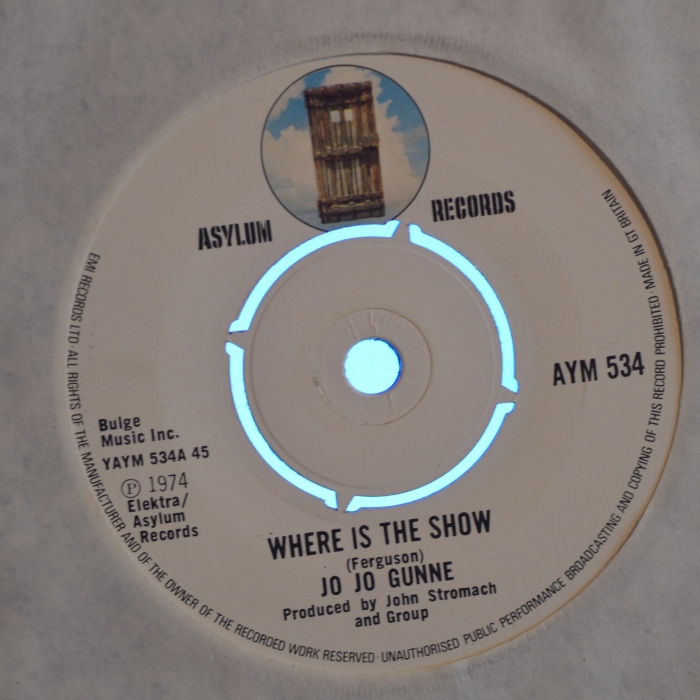 ASYLUM RECORDS
AYM 534
Bulge
Music Inc.
YAYM 534A 45
Ⓟ 1974
Elektra/
Asylum
Records
WHERE IS THE SHOW
(Ferguson)
JO JO GUNNE
Produced by John Stromach
and Group
EMI RECORDS LTD · ALL RIGHTS OF THE MANUFACTURER AND OF THE OWNER OF THE RECORDED WORK RESERVED · UNAUTHORISED PUBLIC PERFORMANCE BROADCASTING AND COPYING OF THIS RECORD PROHIBITED · MADE IN GT BRITAIN